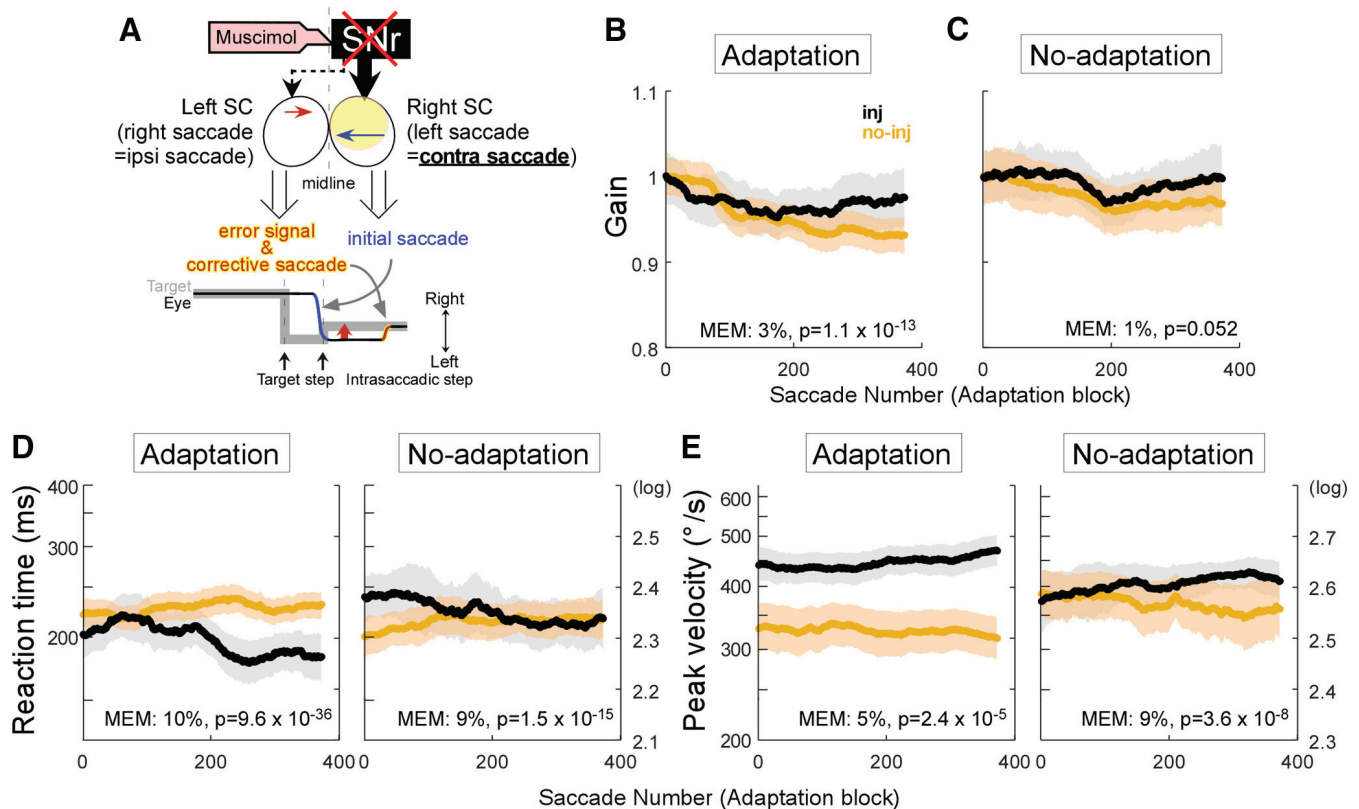 A
Muscimol
SNr
Left SC
(right saccade
=ipsi saccade)
Right SC
(left saccade
=contra saccade)
midline
error signal
&
corrective saccade
initial saccade
Target
Eye
Right
Left
Target step
Intrasaccadic step
B
Adaptation
inj
no-inj
Gain
1.1
1
0.9
0.8
MEM: 3%, p=1.1 x 10-13
0
200
400
C
No-adaptation
MEM: 1%, p=0.052
0
200
400
Saccade Number (Adaptation block)
D
Adaptation
Reaction time (ms)
400
300
200
MEM: 10%, p=9.6 x 10-36
0
200
400
No-adaptation
(log)
2.5
2.4
2.3
2.2
2.1
MEM: 9%, p=1.5 x 10-15
0
200
400
E
Adaptation
Peak velocity (°/s)
600
500
400
300
200
MEM: 5%, p=2.4 x 10-5
0
200
400
No-adaptation
(log)
2.7
2.6
2.5
2.4
2.3
MEM: 9%, p=3.6 x 10-8
0
200
400
Saccade Number (Adaptation block)